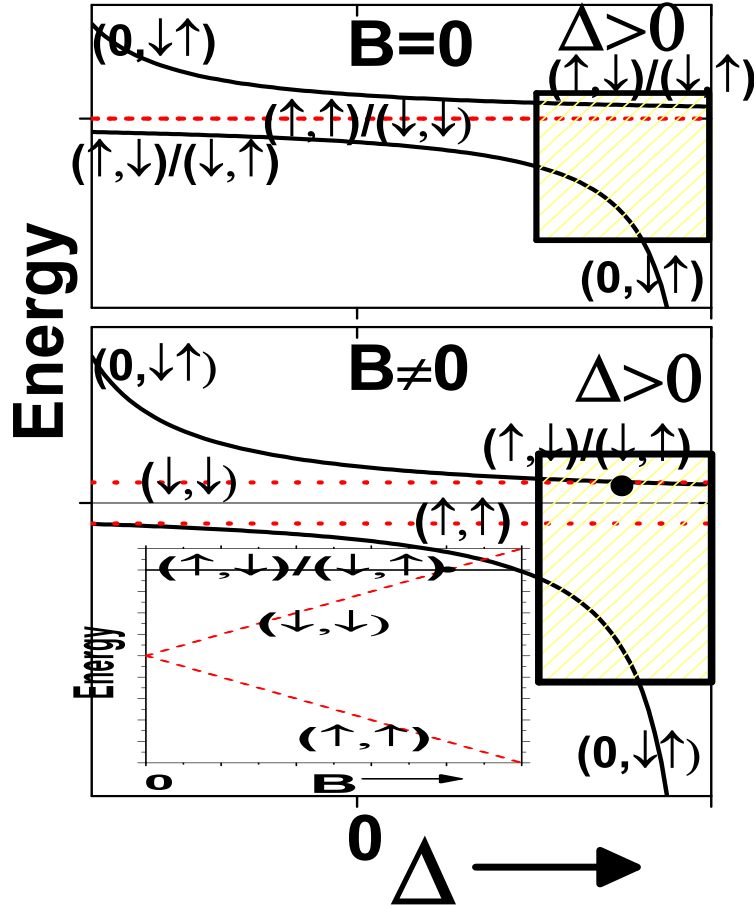 B=0
Δ>0
(0,↓↑)
(↑,↓)/(↓,↑)
(↑,↑)/(↓,↓)
(↑,↓)/(↓,↑)
(0,↓↑)
Energy
B≠0
Δ>0
(0,↓↑)
(↑,↓)/(↓,↑)
(↓,↓)
(↑,↑)
(↑,↓)/(↓,↑)
(↓,↓)
Energy
(↑,↑)
(0,↓↑)
0
B
0
Δ